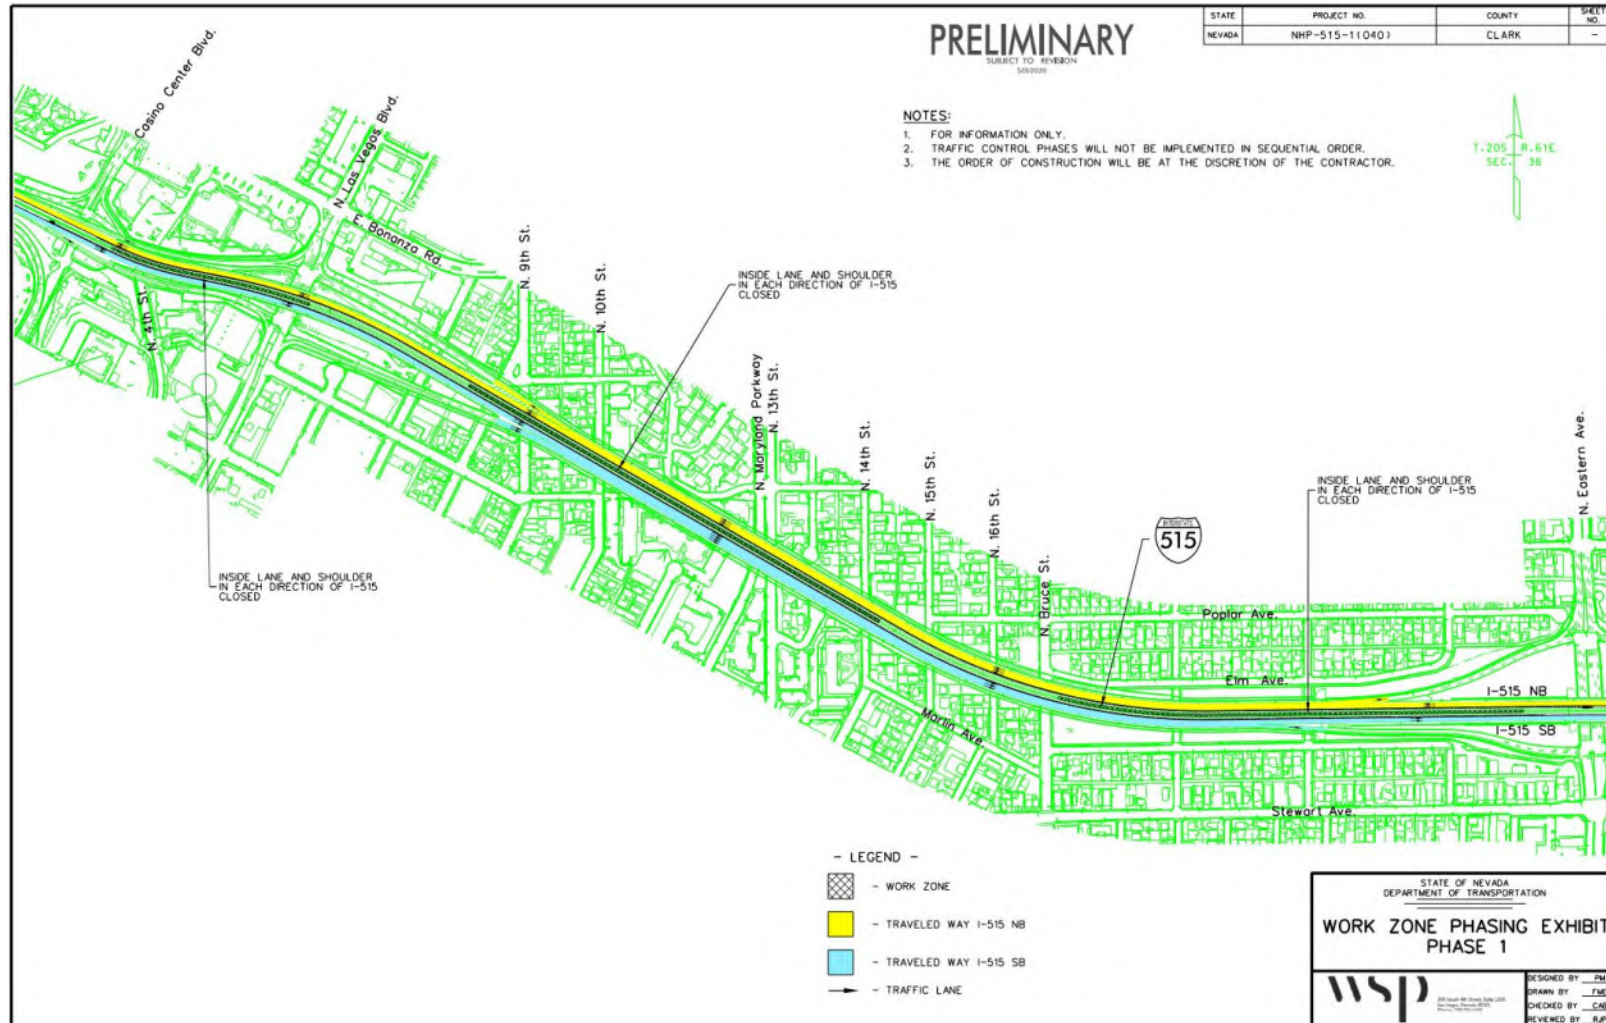 PRELIMINARY
SUBJECT TO REVISION
STATE PROJECT NO. COUNTY SHEET NO.
NEVADA NHP-515-1(040) CLARK -
NOTES:
1. FOR INFORMATION ONLY.
2. TRAFFIC CONTROL PHASES WILL NOT BE IMPLEMENTED IN SEQUENTIAL ORDER.
3. THE ORDER OF CONSTRUCTION WILL BE AT THE DISCRETION OF THE CONTRACTOR.
T.20S R.61E
SEC. 36
Casino Center Blvd.
N. Las Vegas Blvd.
E. Bonanza Rd.
N. 4th St.
N. 9th St.
N. 10th St.
INSIDE LANE AND SHOULDER
IN EACH DIRECTION OF I-515
CLOSED
N. Maryland Parkway
N. 13th St.
N. 14th St.
N. 15th St.
N. 16th St.
N. Bruce St.
INTERSTATE
515
INSIDE LANE AND SHOULDER
IN EACH DIRECTION OF I-515
CLOSED
N. Eastern Ave.
INSIDE LANE AND SHOULDER
IN EACH DIRECTION OF I-515
CLOSED
Poplar Ave.
Elm Ave.
I-515 NB
I-515 SB
Marlin Ave.
Stewart Ave.
- LEGEND -
- WORK ZONE
- TRAVELED WAY I-515 NB
- TRAVELED WAY I-515 SB
- TRAFFIC LANE
STATE OF NEVADA
DEPARTMENT OF TRANSPORTATION
WORK ZONE PHASING EXHIBIT
PHASE 1
wsp
DESIGNED BY PM
DRAWN BY
CHECKED BY CAB
REVIEWED BY RJP